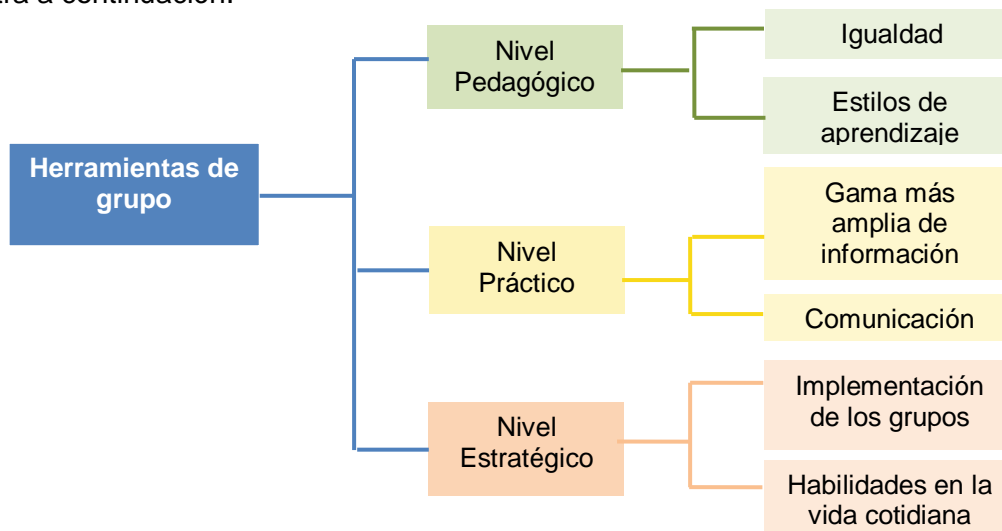 a continuación.
Herramientas de
grupo
Nivel
Pedagógico
Igualdad
Estilos de
aprendizaje
Nivel
Práctico
Gama más
amplia de
información
Comunicación
Nivel
Estratégico
Implementación
de los grupos
Habilidades en la
vida cotidiana